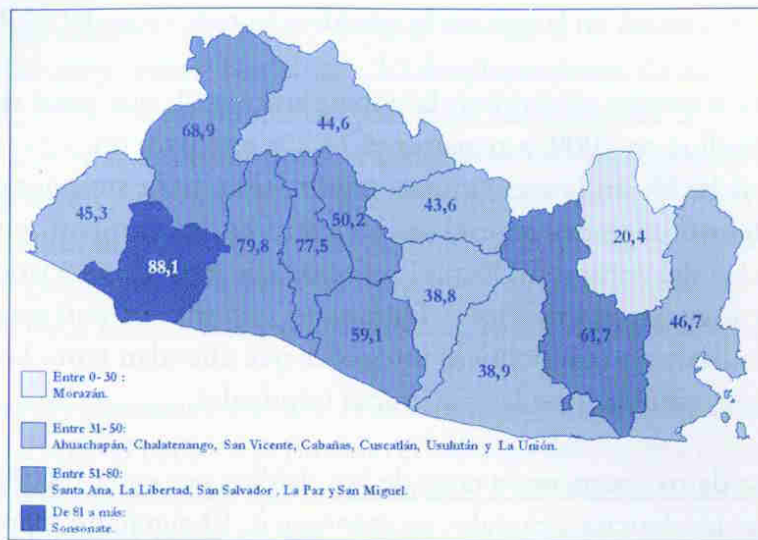 68,9
44,6
45,3
43,6
50,2
20,4
79,8
77,5
88,1
38,8
46,7
59,1
61,7
38,9
Entre 0-30 :
Morazán.
Entre 31-50:
Ahuachapán, Chalatenango, San Vicente, Cabañas, Cuscatlán, Usulután y La Unión.
Entre 51-80:
Santa Ana, La Libertad, San Salvador , La Paz y San Miguel.
De 81 a más:
Sonsonate.